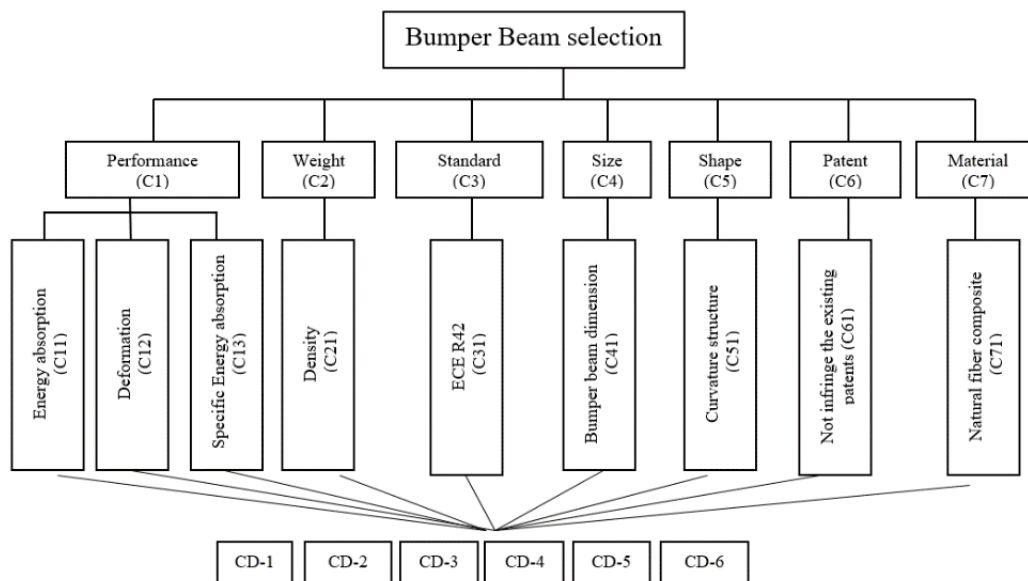 Bumper Beam selection
Performance
(C1)
Weight
(C2)
Standard
(C3)
Size
(C4)
Shape
(C5)
Patent
(C6)
Material
(C7)
Energy absorption
(C11)
Deformation
(C12)
Specific Energy absorption
(C13)
Density
(C21)
ECE R42
(C31)
Bumper beam dimension
(C41)
Curvature structure
(C51)
Not infringe the existing
patents (C61)
Natural fiber composite
(C71)
CD-1
CD-2
CD-3
CD-4
CD-5
CD-6